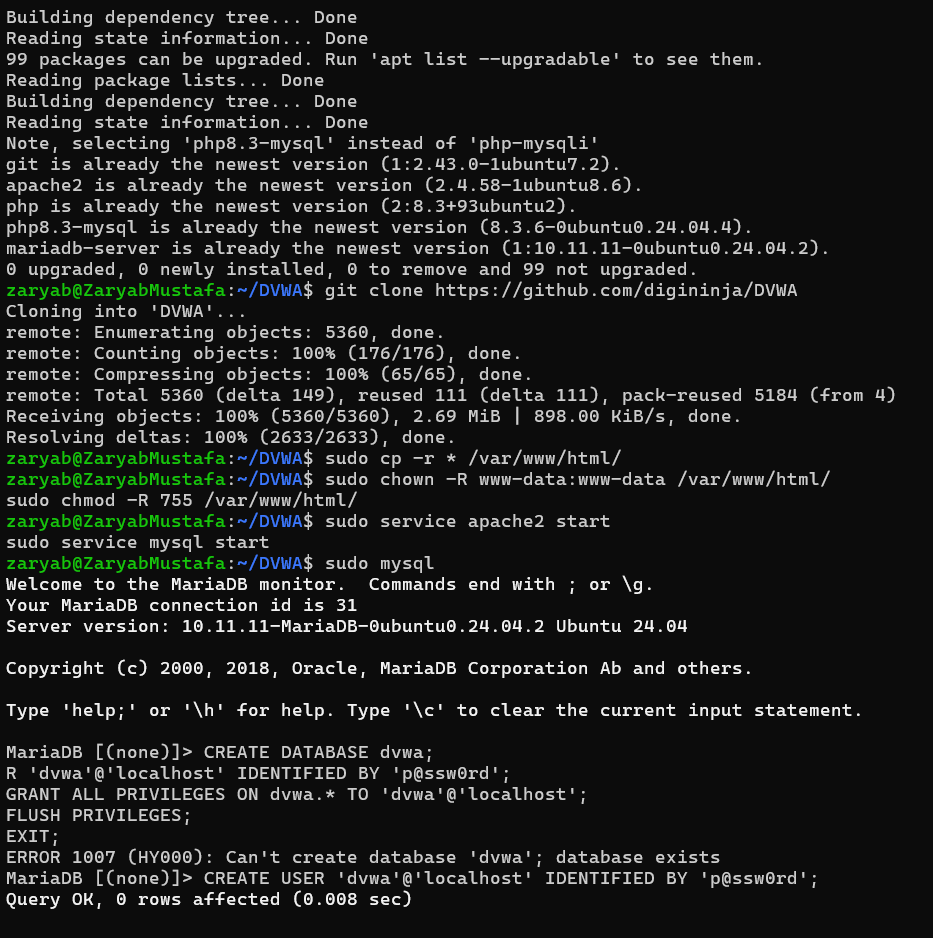 Building dependency tree... Done
Reading state information... Done
99 packages can be upgraded. Run 'apt list --upgradable' to see them.
Reading package lists... Done
Building dependency tree... Done
Reading state information... Done
Note, selecting 'php8.3-mysql' instead of 'php-mysqli'
git is already the newest version (1:2.43.0-1ubuntu7.2).
apache2 is already the newest version (2.4.58-1ubuntu8.6).
php is already the newest version (2:8.3+93ubuntu2).
php8.3-mysql is already the newest version (8.3.6-0ubuntu0.24.04.4).
mariadb-server is already the newest version (1:10.11.11-0ubuntu0.24.04.2).
0 upgraded, 0 newly installed, 0 to remove and 99 not upgraded.
zaryab@ZaryabMustafa:~/DVWA$ git clone https://github.com/digininja/DVWA
Cloning into 'DVWA'...
remote: Enumerating objects: 5360, done.
remote: Counting objects: 100% (176/176), done.
remote: Compressing objects: 100% (65/65), done.
remote: Total 5360 (delta 149), reused 111 (delta 111), pack-reused 5184 (from 4)
Receiving objects: 100% (5360/5360), 2.69 MiB | 898.00 KiB/s, done.
Resolving deltas: 100% (2633/2633), done.
zaryab@ZaryabMustafa:~/DVWA$ sudo cp -r * /var/www/html/
zaryab@ZaryabMustafa:~/DVWA$ sudo chown -R www-data:www-data /var/www/html/
sudo chmod -R 755 /var/www/html/
zaryab@ZaryabMustafa:~/DVWA$ sudo service apache2 start
sudo service mysql start
zaryab@ZaryabMustafa:~/DVWA$ sudo mysql
Welcome to the MariaDB monitor.  Commands end with ; or \g.
Your MariaDB connection id is 31
Server version: 10.11.11-MariaDB-0ubuntu0.24.04.2 Ubuntu 24.04

Copyright (c) 2000, 2018, Oracle, MariaDB Corporation Ab and others.

Type 'help;' or '\h' for help. Type '\c' to clear the current input statement.

MariaDB [(none)]> CREATE DATABASE dvwa;
R 'dvwa'@'localhost' IDENTIFIED BY 'p@ssw0rd';
GRANT ALL PRIVILEGES ON dvwa.* TO 'dvwa'@'localhost';
FLUSH PRIVILEGES;
EXIT;
ERROR 1007 (HY000): Can't create database 'dvwa'; database exists
MariaDB [(none)]> CREATE USER 'dvwa'@'localhost' IDENTIFIED BY 'p@ssw0rd';
Query OK, 0 rows affected (0.008 sec)